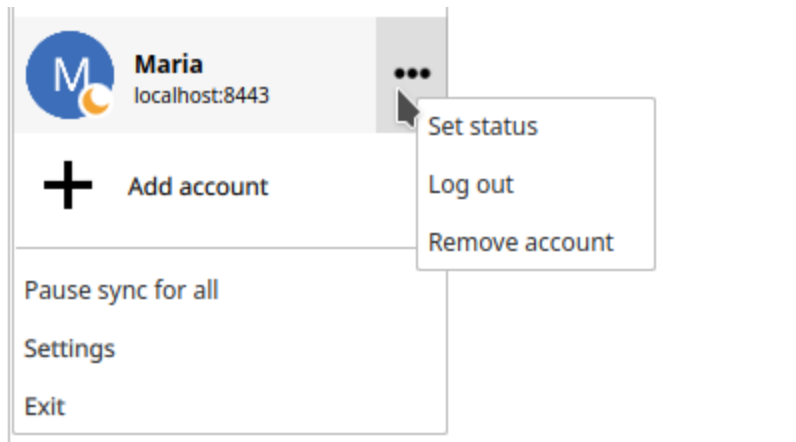 M
Maria
localhost:8443
Set status
Add account
Log out
Remove account
Pause sync for all
Settings
Exit